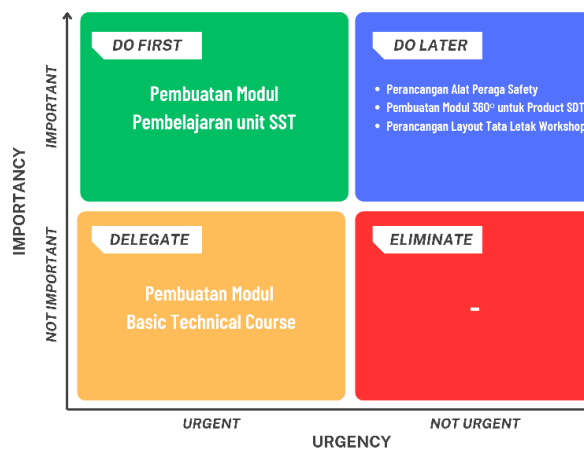 DO FIRST
Pembuatan Modul
Pembelajaran unit SST
DO LATER
• Perancangan Alat Peraga Safety
• Pembuatan Modul 360° untuk Product SDT
• Perancangan Layout Tata Letak Workshop
DELEGATE
Pembuatan Modul
Basic Technical Course
ELIMINATE
-
IMPORTANCY
IMPORTANT
NOT IMPORTANT
URGENT
NOT URGENT
URGENCY